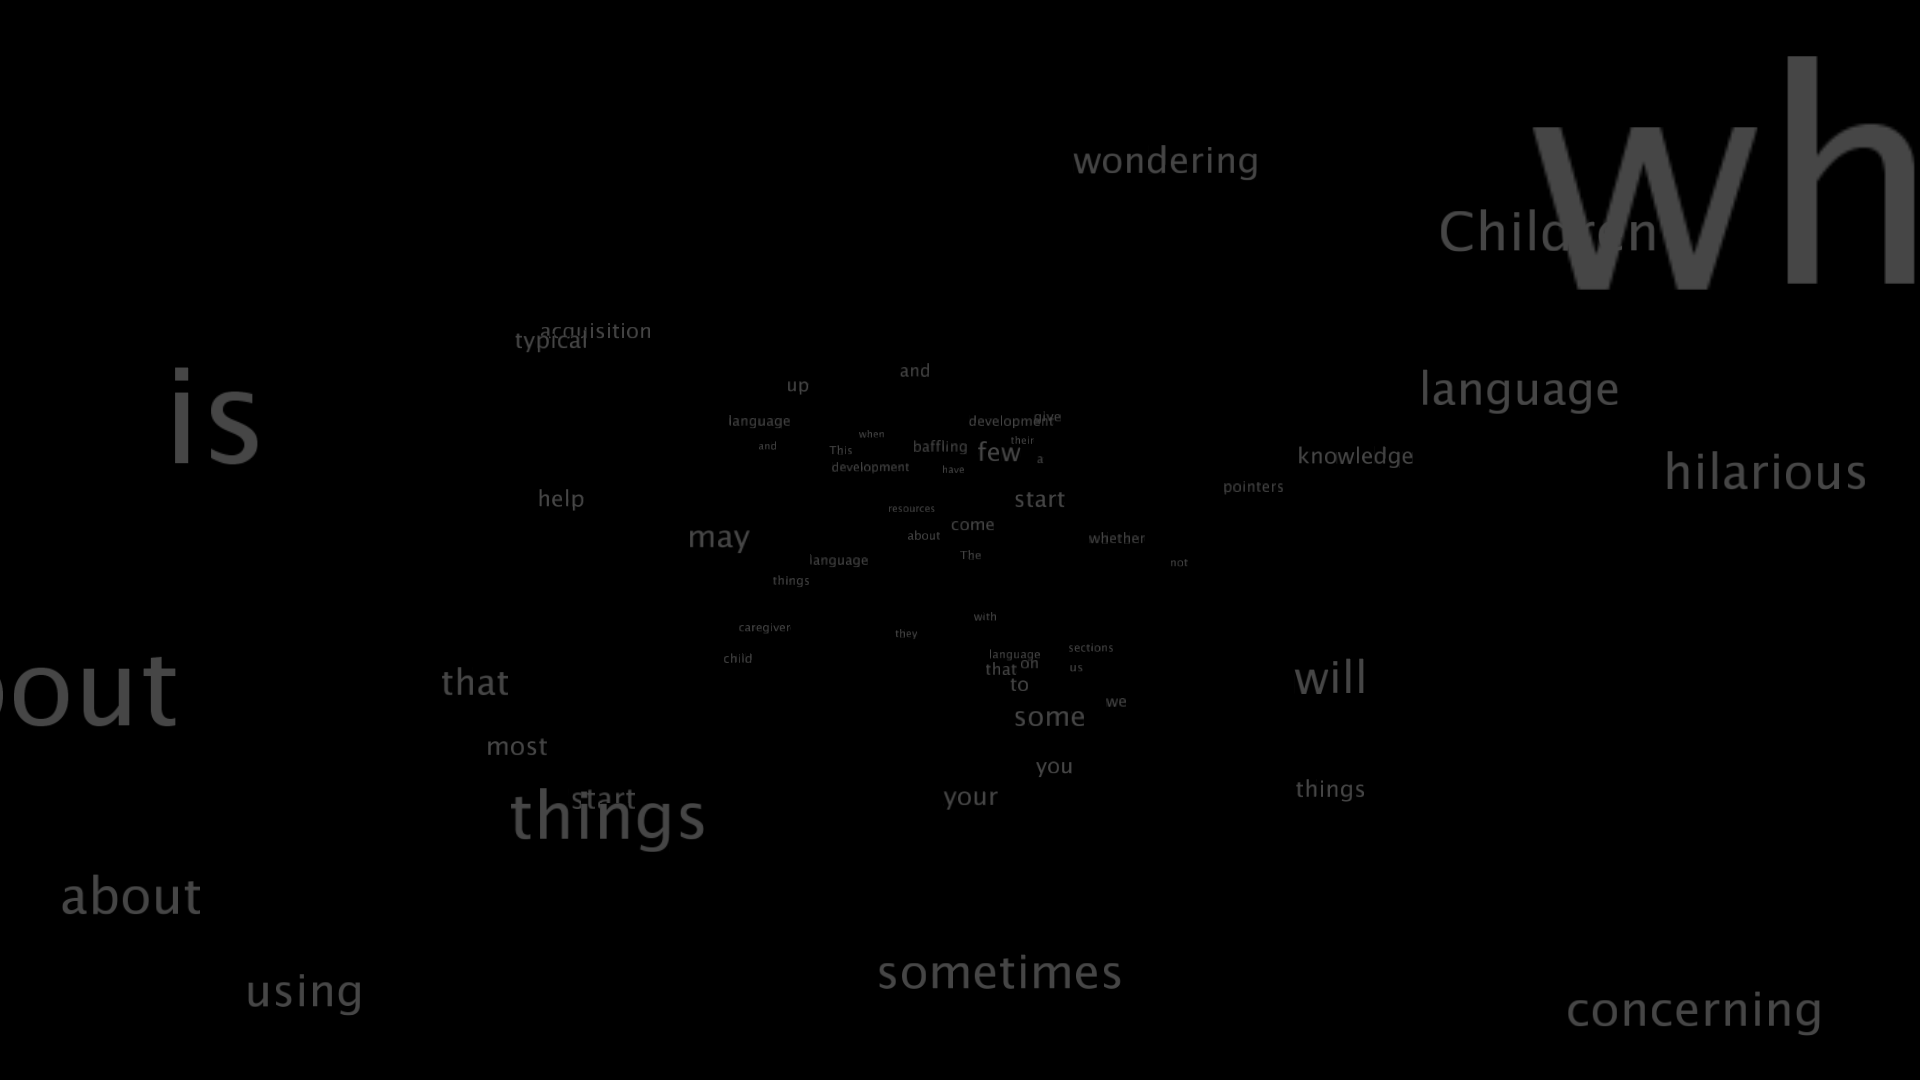 wh
wondering
Children
acquisition
typical
and
up
language
is
give
development
language
when
their
and
This
baffling
few
knowledge
a
development
have
hilarious
pointers
help
start
resources
come
may
about
whether
The
language
not
things
with
caregiver
they
sections
language
child
on
us
that
that
to
will
we
some
most
you
things
out
your
start
things
about
sometimes
using
concerning